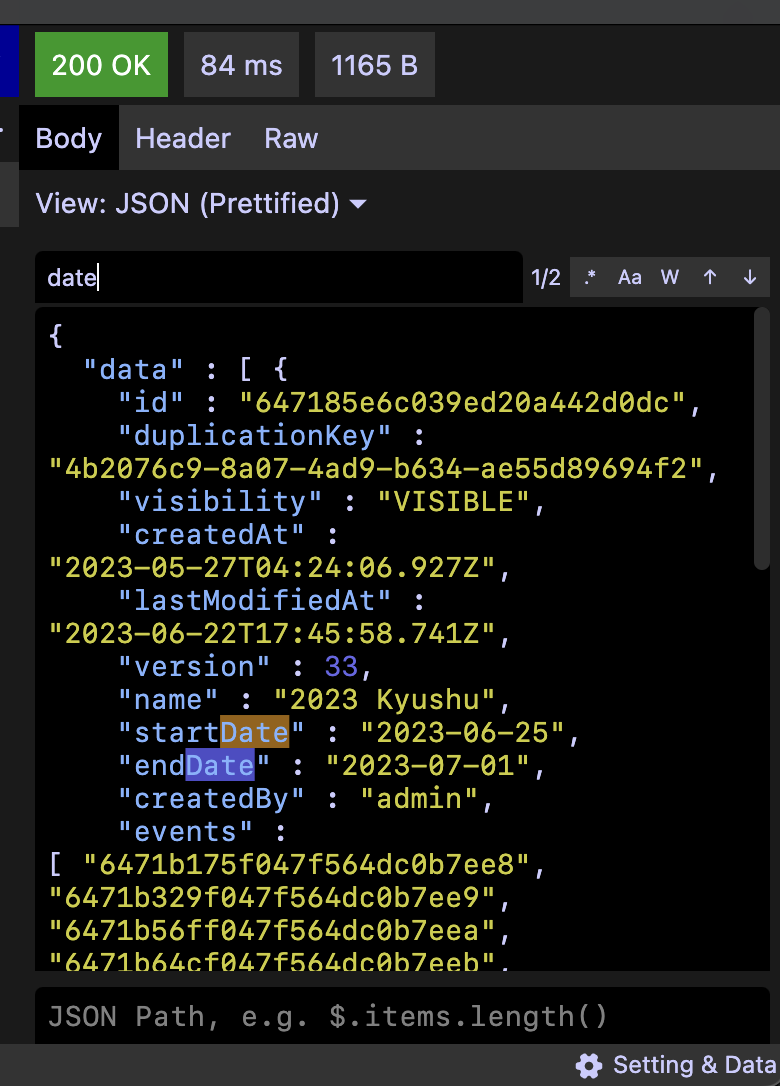 200 OK 84 ms 1165 B
Body Header Raw
View: JSON (Prettified)
date 1/2 .* Aa W ↑ ↓
{
"data" : [ {
"id" : "647185e6c039ed20a442d0dc",
"duplicationKey" :
"4b2076c9-8a07-4ad9-b634-ae55d89694f2",
"visibility" : "VISIBLE",
"createdAt" :
"2023-05-27T04:24:06.927Z",
"lastModifiedAt" :
"2023-06-22T17:45:58.741Z",
"version" : 33,
"name" : "2023 Kyushu",
"startDate" : "2023-06-25",
"endDate" : "2023-07-01",
"createdBy" : "admin",
"events" :
[ "6471b175f047f564dc0b7ee8",
"6471b329f047f564dc0b7ee9",
"6471b56ff047f564dc0b7eea",
"6471b64cf047f564dc0b7eeb",
JSON Path, e.g. $.items.length()
Setting & Data